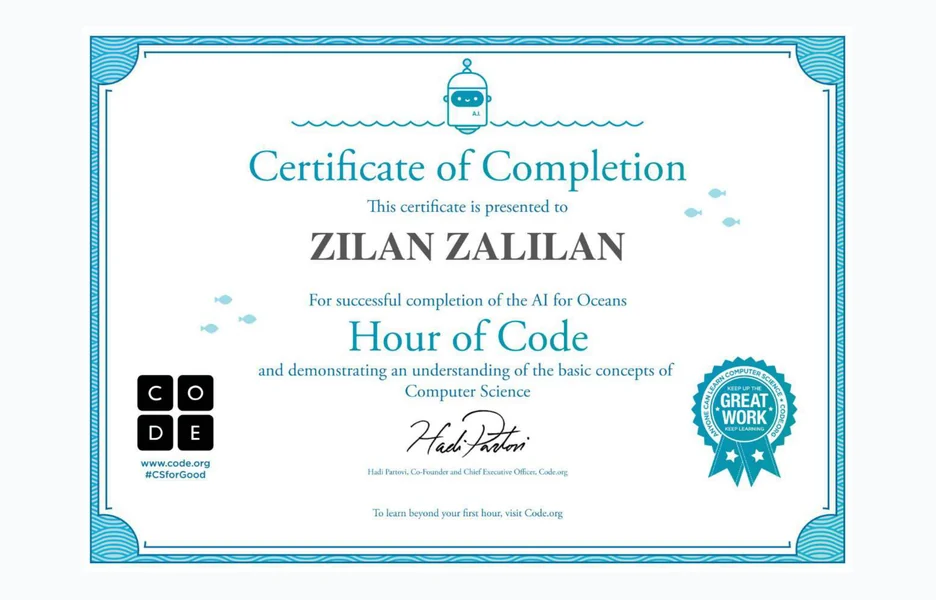 A.I.
Certificate of Completion
This certificate is presented to
ZILAN ZALILAN
For successful completion of the AI for Oceans
Hour of Code
and demonstrating an understanding of the basic concepts of
Computer Science
Hadi Partovi
Hadi Partovi, Co-Founder and Chief Executive Officer, Code.org
To learn beyond your first hour, visit Code.org
C O
D E
www.code.org
#CSforGood
ANYONE CAN LEARN COMPUTER SCIENCE ★ CODE.ORG ★
KEEP UP THE
GREAT
WORK
KEEP LEARNING